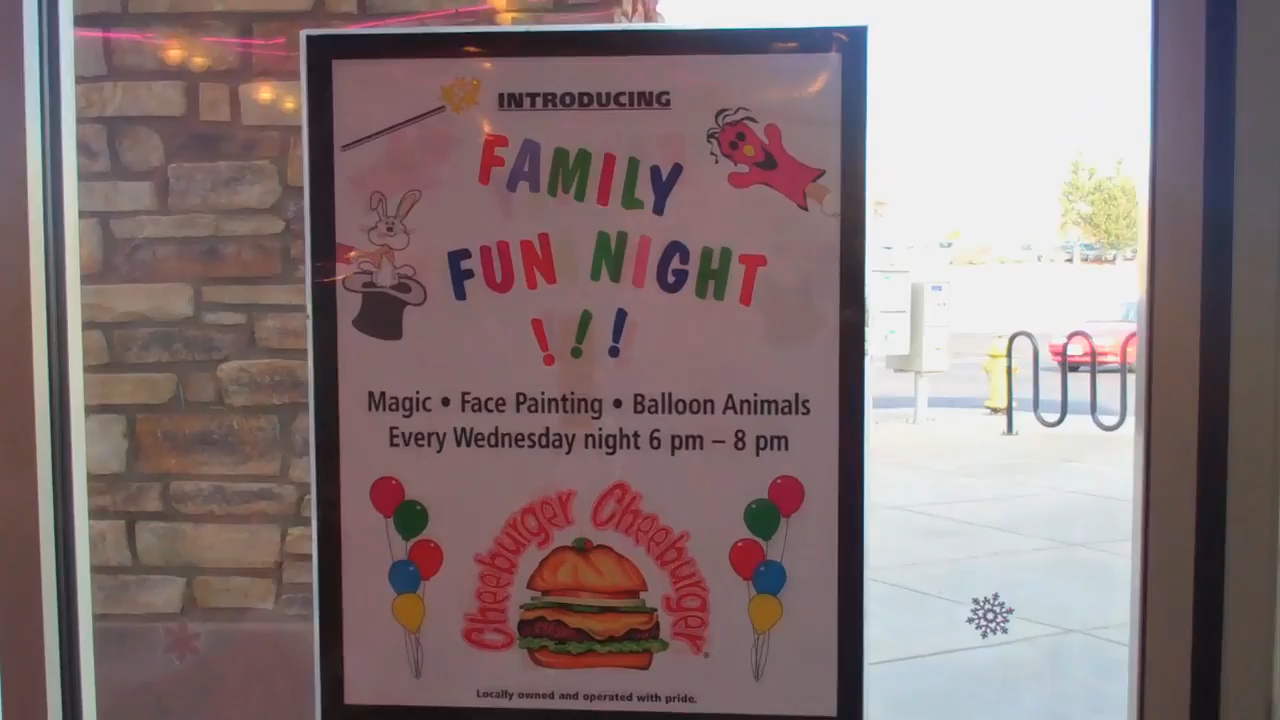 INTRODUCING
FAMILY
FUN NIGHT
!!!
Magic • Face Painting • Balloon Animals
Every Wednesday night 6 pm – 8 pm
Cheeburger Cheeburger
Locally owned and operated with pride.